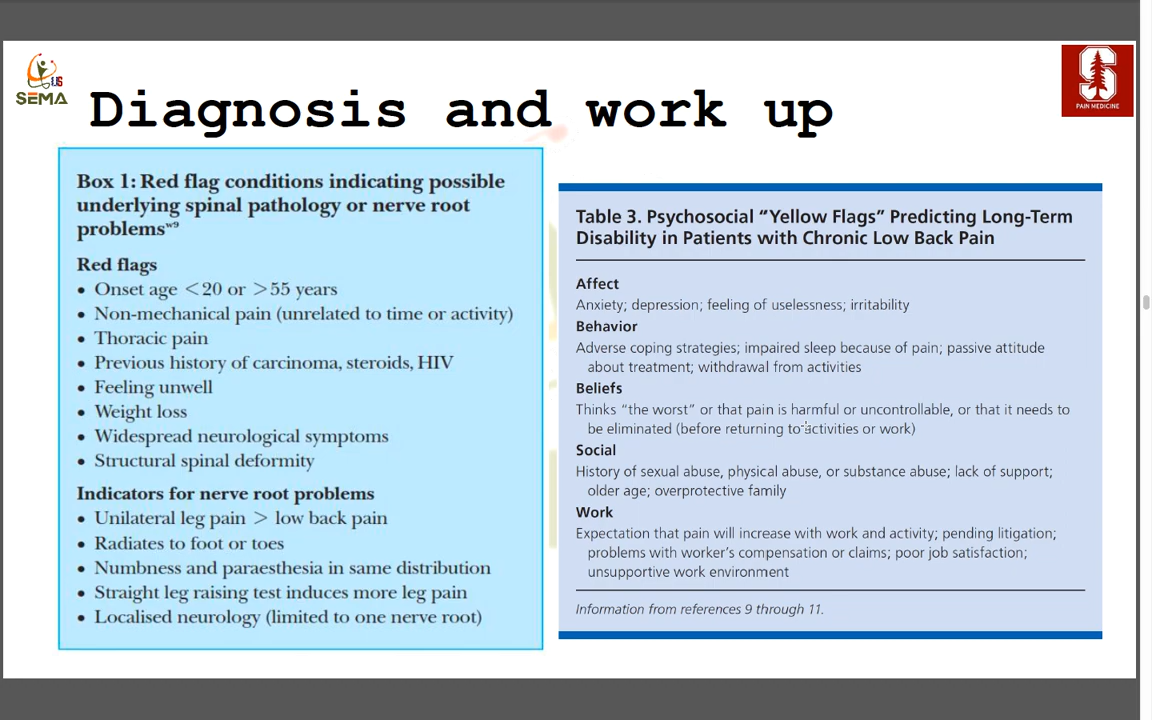 US
SEMA
Diagnosis and work up
S
PAIN MEDICINE
Box 1: Red flag conditions indicating possible
underlying spinal pathology or nerve root
problemsʷ⁹
Red flags
• Onset age <20 or >55 years
• Non-mechanical pain (unrelated to time or activity)
• Thoracic pain
• Previous history of carcinoma, steroids, HIV
• Feeling unwell
• Weight loss
• Widespread neurological symptoms
• Structural spinal deformity
Indicators for nerve root problems
• Unilateral leg pain > low back pain
• Radiates to foot or toes
• Numbness and paraesthesia in same distribution
• Straight leg raising test induces more leg pain
• Localised neurology (limited to one nerve root)
Table 3. Psychosocial “Yellow Flags” Predicting Long-Term
Disability in Patients with Chronic Low Back Pain
Affect
Anxiety; depression; feeling of uselessness; irritability
Behavior
Adverse coping strategies; impaired sleep because of pain; passive attitude
about treatment; withdrawal from activities
Beliefs
Thinks “the worst” or that pain is harmful or uncontrollable, or that it needs to
be eliminated (before returning to activities or work)
Social
History of sexual abuse, physical abuse, or substance abuse; lack of support;
older age; overprotective family
Work
Expectation that pain will increase with work and activity; pending litigation;
problems with worker’s compensation or claims; poor job satisfaction;
unsupportive work environment
Information from references 9 through 11.